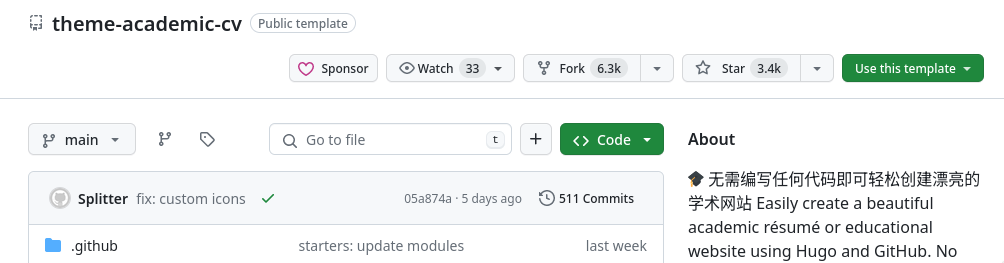 theme-academic-cv Public template
Sponsor Watch 33 Fork 6.3k Star 3.4k Use this template
main Go to file t + <> Code About
Splitter fix: custom icons 05a874a · 5 days ago 511 Commits
🎓 无需编写任何代码即可轻松创建漂亮的
学术网站 Easily create a beautiful
academic résumé or educational
website using Hugo and GitHub. No
.github starters: update modules last week